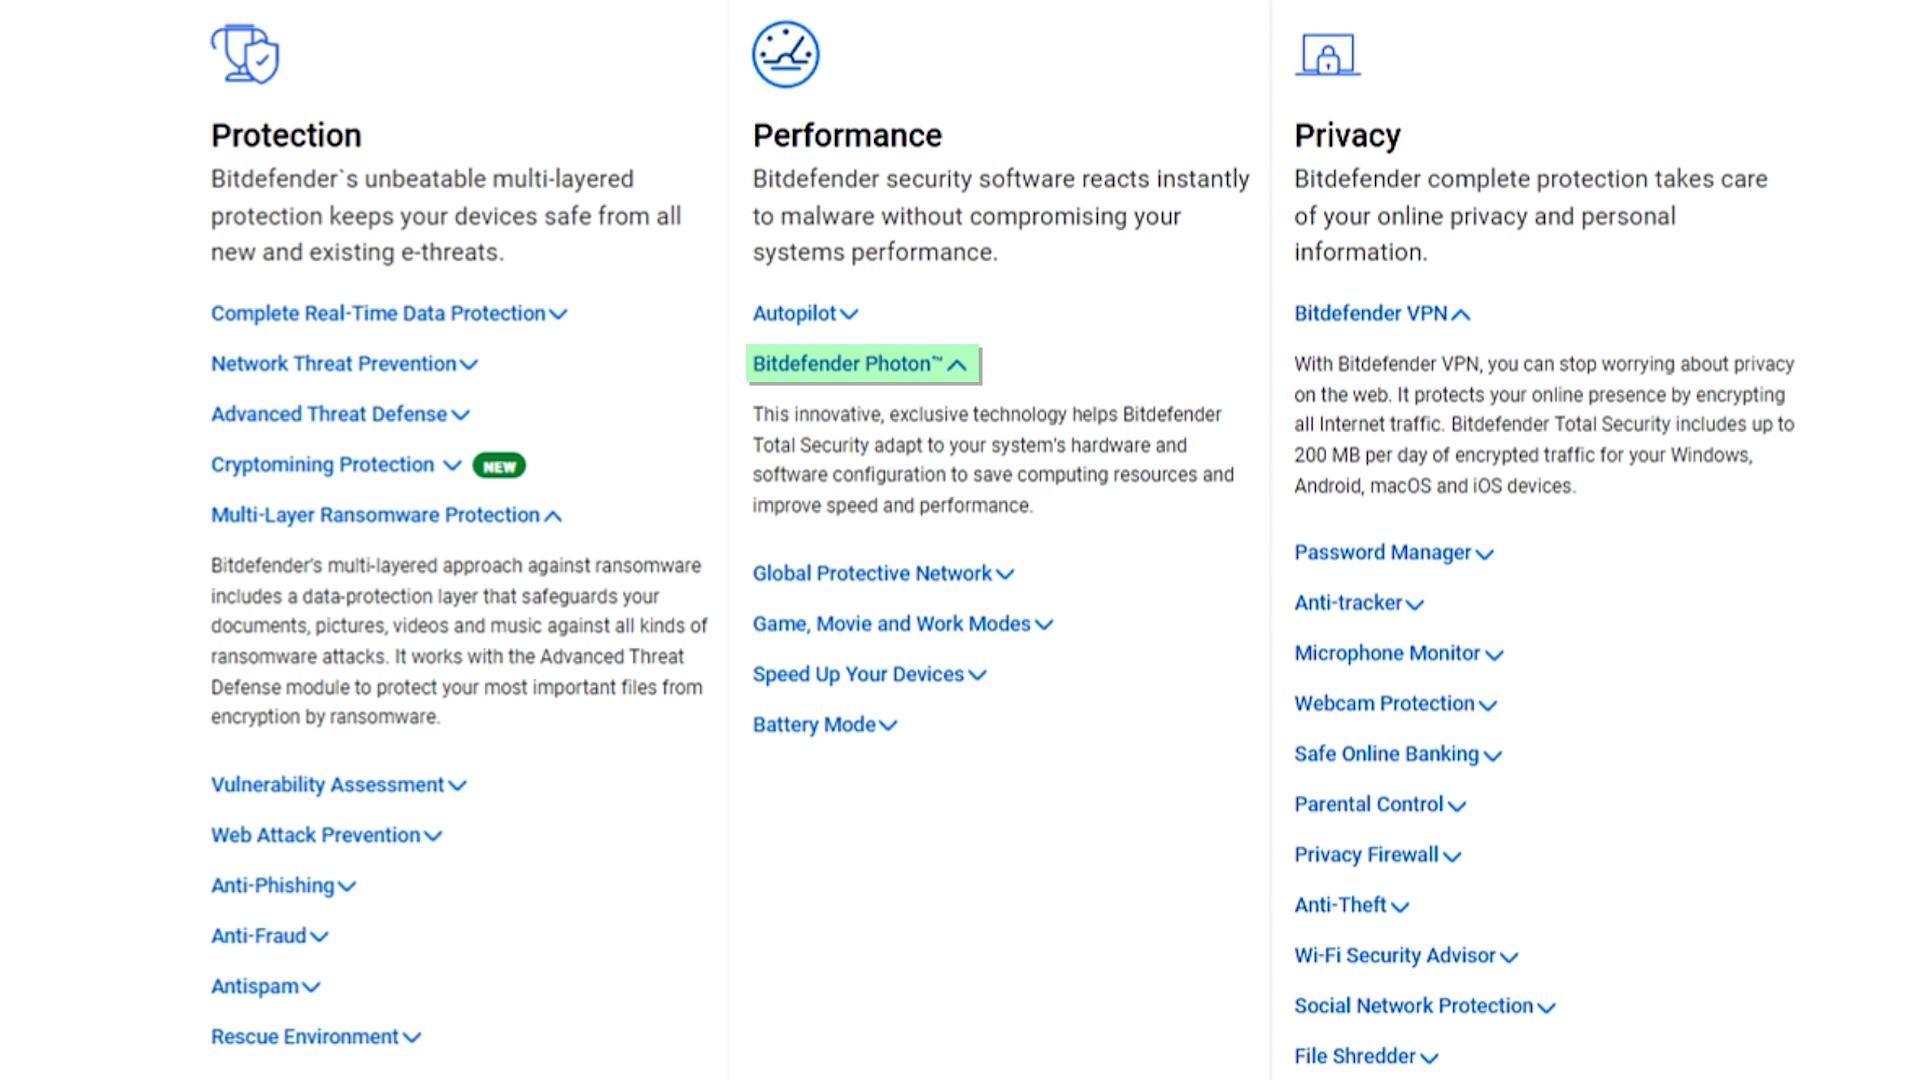 Protection
Bitdefender`s unbeatable multi-layered
protection keeps your devices safe from all
new and existing e-threats.
Complete Real-Time Data Protection
Network Threat Prevention
Advanced Threat Defense
Cryptomining Protection NEW
Multi-Layer Ransomware Protection
Bitdefender's multi-layered approach against ransomware
includes a data-protection layer that safeguards your
documents, pictures, videos and music against all kinds of
ransomware attacks. It works with the Advanced Threat
Defense module to protect your most important files from
encryption by ransomware.
Vulnerability Assessment
Web Attack Prevention
Anti-Phishing
Anti-Fraud
Antispam
Rescue Environment
Performance
Bitdefender security software reacts instantly
to malware without compromising your
systems performance.
Autopilot
Bitdefender Photon™
This innovative, exclusive technology helps Bitdefender
Total Security adapt to your system's hardware and
software configuration to save computing resources and
improve speed and performance.
Global Protective Network
Game, Movie and Work Modes
Speed Up Your Devices
Battery Mode
Privacy
Bitdefender complete protection takes care
of your online privacy and personal
information.
Bitdefender VPN
With Bitdefender VPN, you can stop worrying about privacy
on the web. It protects your online presence by encrypting
all Internet traffic. Bitdefender Total Security includes up to
200 MB per day of encrypted traffic for your Windows,
Android, macOS and iOS devices.
Password Manager
Anti-tracker
Microphone Monitor
Webcam Protection
Safe Online Banking
Parental Control
Privacy Firewall
Anti-Theft
Wi-Fi Security Advisor
Social Network Protection
File Shredder